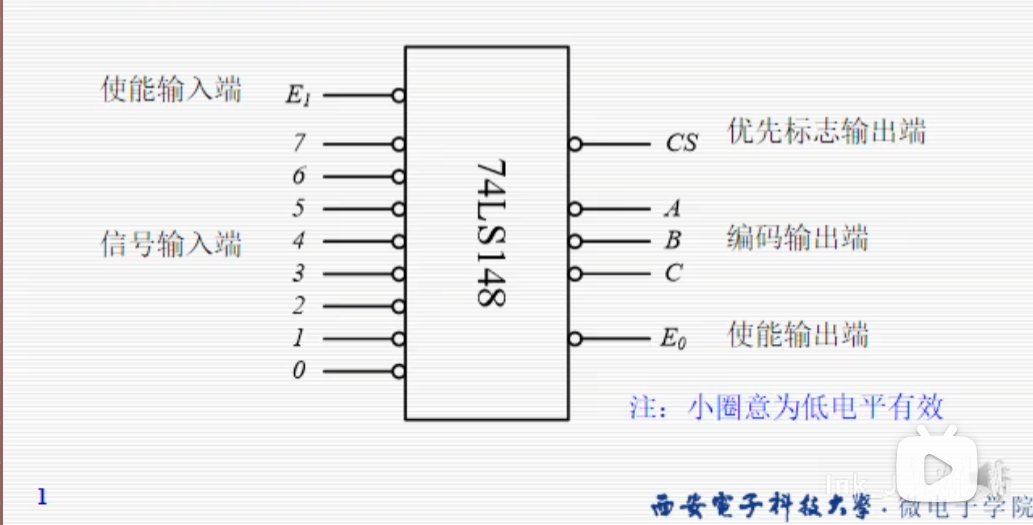 使能输入端 E1
7
6
5
信号输入端 4
3
2
1
0
74LS148
CS 优先标志输出端
A
B 编码输出端
C
E0 使能输出端
注：小圈意为低电平有效
1
西安電子科技大學.微电子学院